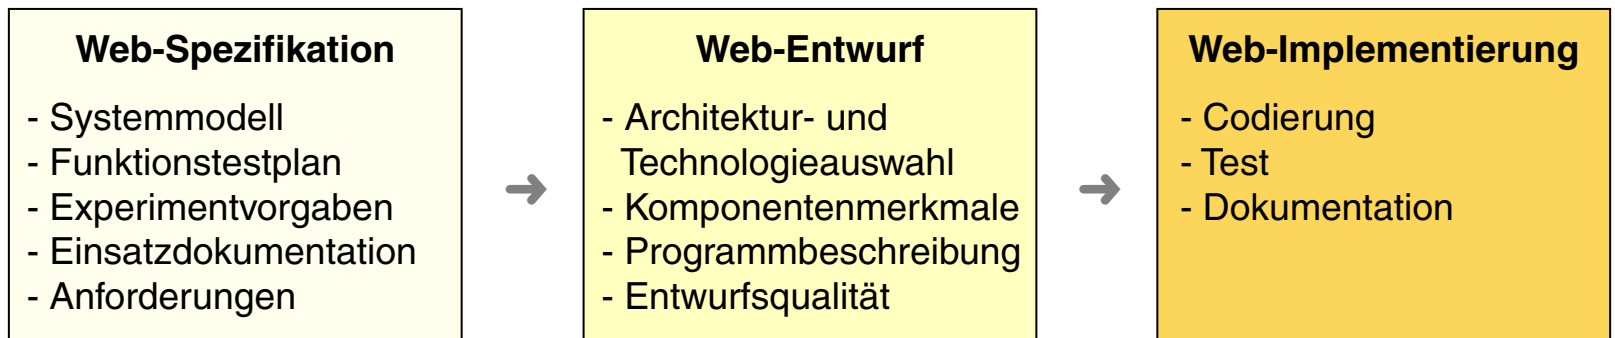 Web-Spezifikation
- Systemmodell
- Funktionstestplan
- Experimentvorgaben
- Einsatzdokumentation
- Anforderungen
Web-Entwurf
- Architektur- und
Technologieauswahl
- Komponentenmerkmale
- Programmbeschreibung
- Entwurfsqualität
Web-Implementierung
- Codierung
- Test
- Dokumentation